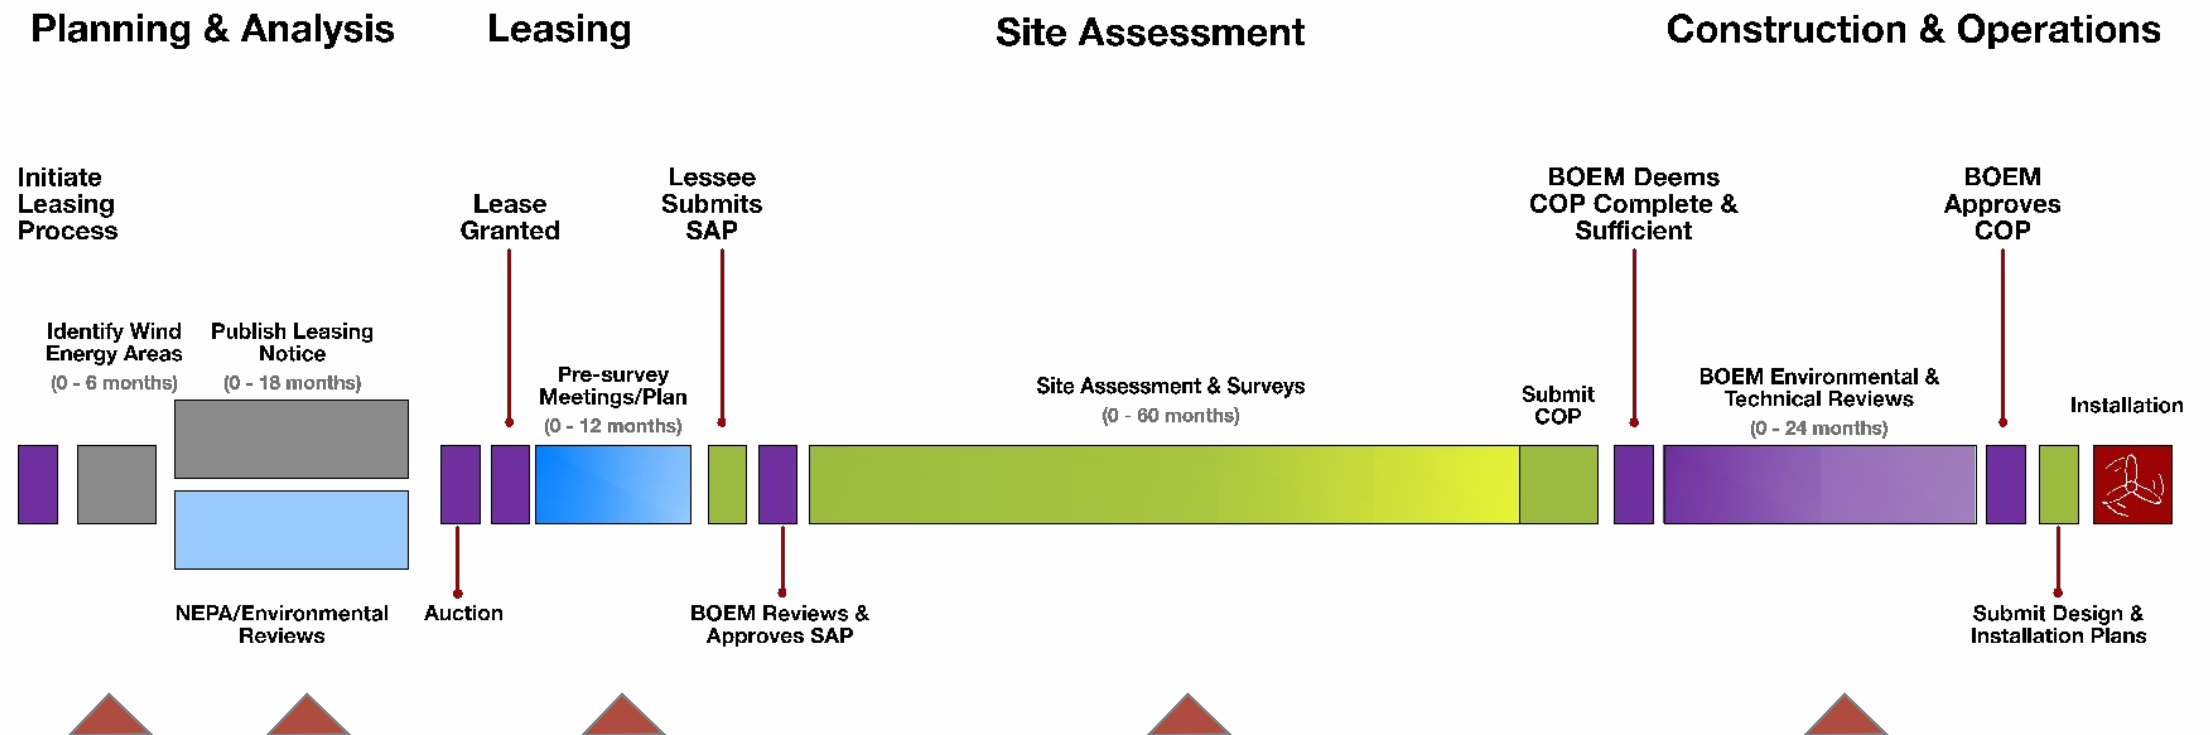 Planning & Analysis
Leasing
Site Assessment
Construction & Operations
Initiate
Leasing
Process
Lease
Granted
Lessee
Submits
SAP
BOEM Deems
COP Complete &
Sufficient
BOEM
Approves
COP
Identify Wind
Energy Areas
(0 - 6 months)
Publish Leasing
Notice
(0 - 18 months)
Pre-survey
Meetings/Plan
(0 - 12 months)
Site Assessment & Surveys
(0 - 60 months)
Submit
COP
BOEM Environmental &
Technical Reviews
(0 - 24 months)
Installation
NEPA/Environmental
Reviews
Auction
BOEM Reviews &
Approves SAP
Submit Design &
Installation Plans